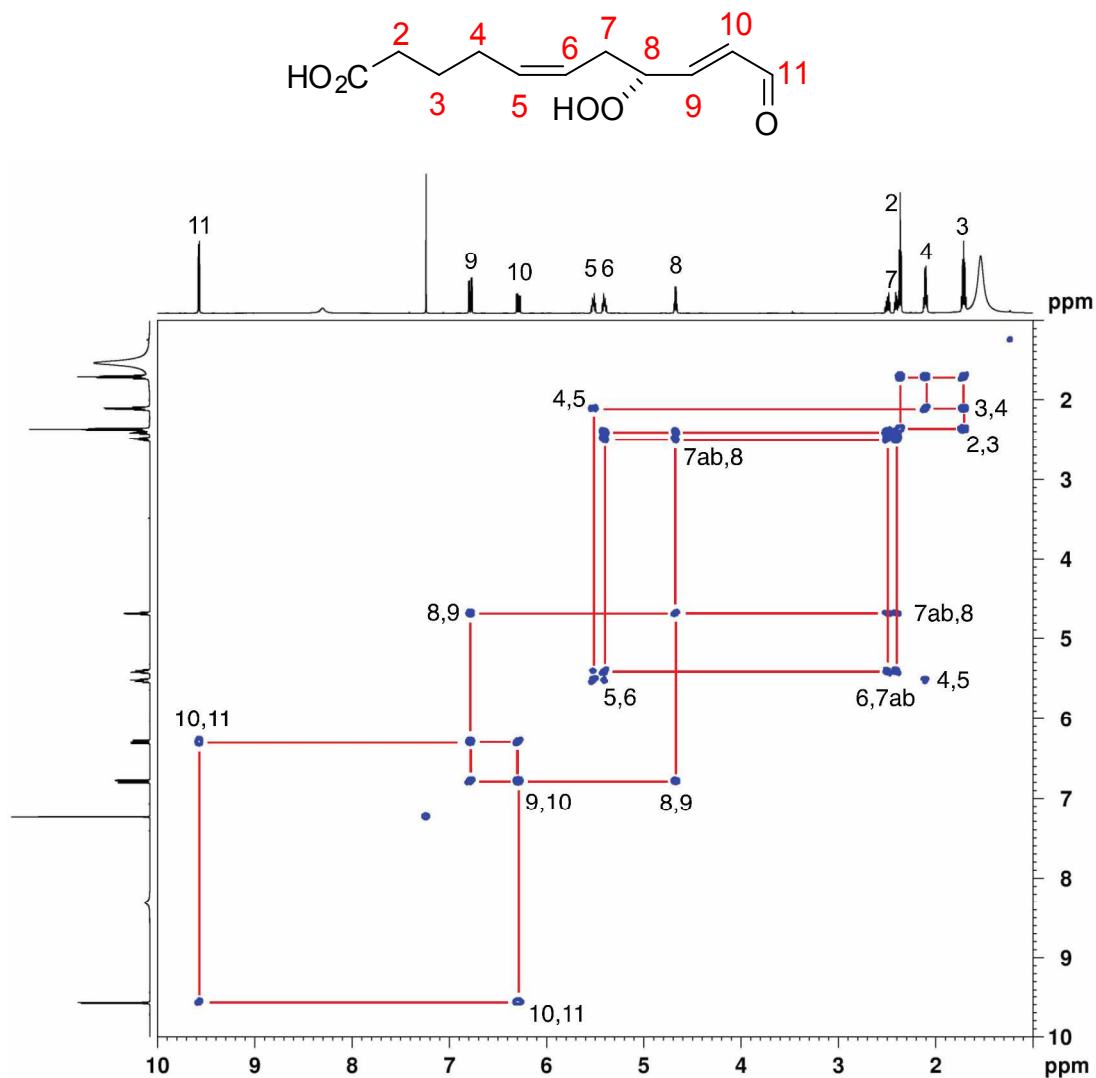 2 4 7 8 10
HO₂C 6 11
3 5 HOO 9 O
11 9 10 5 6 8 7 2 4 3
ppm
4,5 3,4 2
7ab,8 2,3
3
4
8,9 7ab,8 5
5,6 6,7ab 4,5
10,11 6
9,10 8,9 7
8
9
10,11
10
10 9 8 7 6 5 4 3 2 ppm